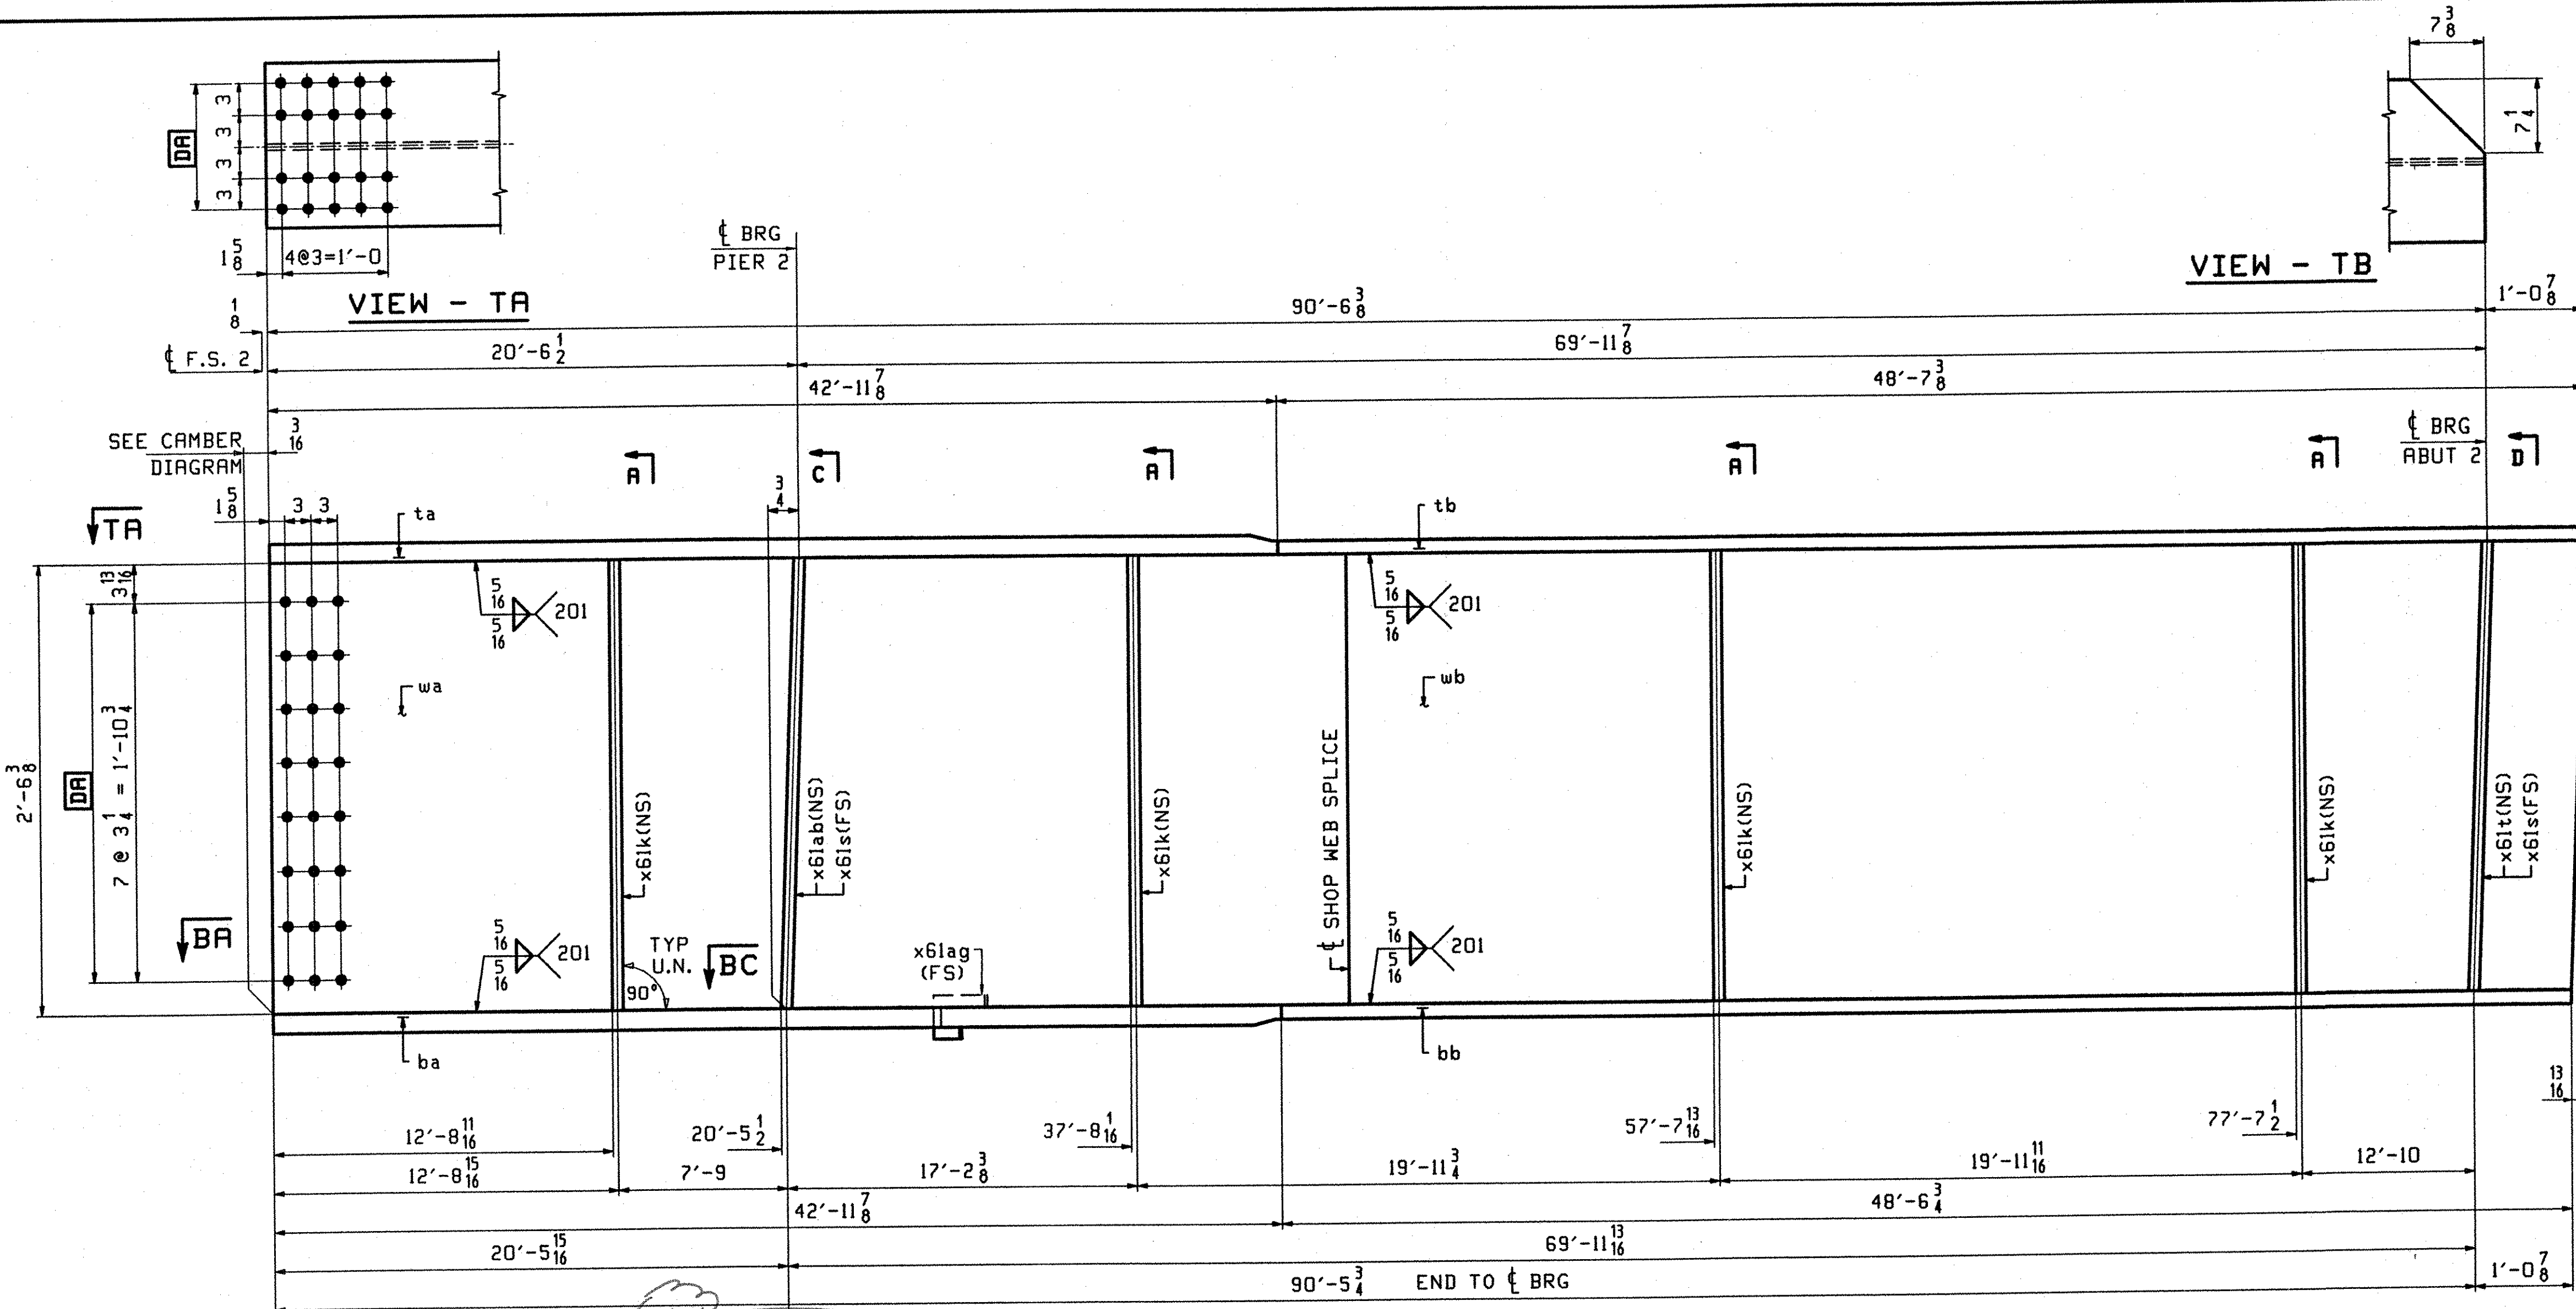 7 3/8
7 1/4
DA
3
3
3
3
1 5/8
4@3=1'-0
VIEW - TA
℄ BRG
PIER 2
VIEW - TB
1/8
90'-6 3/8
1'-0 7/8
℄ F.S. 2
20'-6 1/2
69'-11 7/8
42'-11 7/8
48'-7 3/8
SEE CAMBER
DIAGRAM
3/16
A
C
A
A
A
℄ BRG
ABUT 2
D
1 5/8
3
3
3/4
TA
ta
tb
3 13/16
5/16
5/16
201
5/16
5/16
201
wa
wb
2'-6 3/8
DA
7 @ 3 1/4 = 1'-10 3/4
x61k(NS)
x61ab(NS)
x61s(FS)
x61k(NS)
℄ SHOP WEB SPLICE
x61k(NS)
x61k(NS)
x61t(NS)
x61s(FS)
BA
5/16
5/16
201
TYP
U.N.
90°
BC
x61ag
(FS)
5/16
5/16
201
ba
bb
13/16
12'-8 11/16
20'-5 1/2
37'-8 1/16
57'-7 13/16
77'-7 1/2
12'-8 15/16
7'-9
17'-2 3/8
19'-11 3/4
19'-11 11/16
12'-10
42'-11 7/8
48'-6 3/4
20'-5 15/16
69'-11 13/16
90'-5 3/4 END TO ℄ BRG
1'-0 7/8